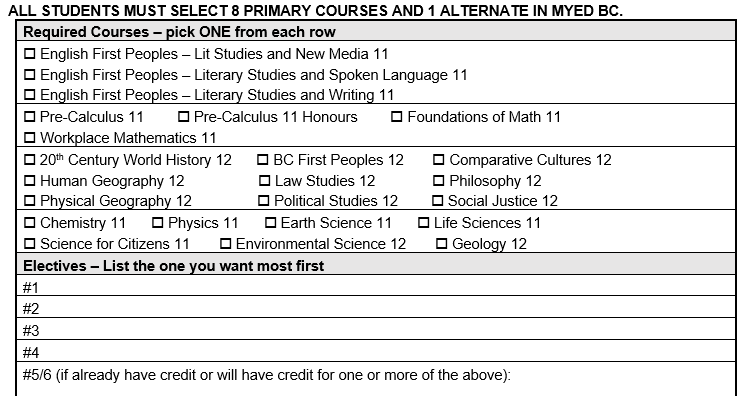 ALL STUDENTS MUST SELECT 8 PRIMARY COURSES AND 1 ALTERNATE IN MYED BC.
Required Courses – pick ONE from each row
☐ English First Peoples – Lit Studies and New Media 11
☐ English First Peoples – Literary Studies and Spoken Language 11
☐ English First Peoples – Literary Studies and Writing 11
☐ Pre-Calculus 11 ☐ Pre-Calculus 11 Honours ☐ Foundations of Math 11
☐ Workplace Mathematics 11
☐ 20th Century World History 12 ☐ BC First Peoples 12 ☐ Comparative Cultures 12
☐ Human Geography 12 ☐ Law Studies 12 ☐ Philosophy 12
☐ Physical Geography 12 ☐ Political Studies 12 ☐ Social Justice 12
☐ Chemistry 11 ☐ Physics 11 ☐ Earth Science 11 ☐ Life Sciences 11
☐ Science for Citizens 11 ☐ Environmental Science 12 ☐ Geology 12
Electives – List the one you want most first
#1
#2
#3
#4
#5/6 (if already have credit or will have credit for one or more of the above):